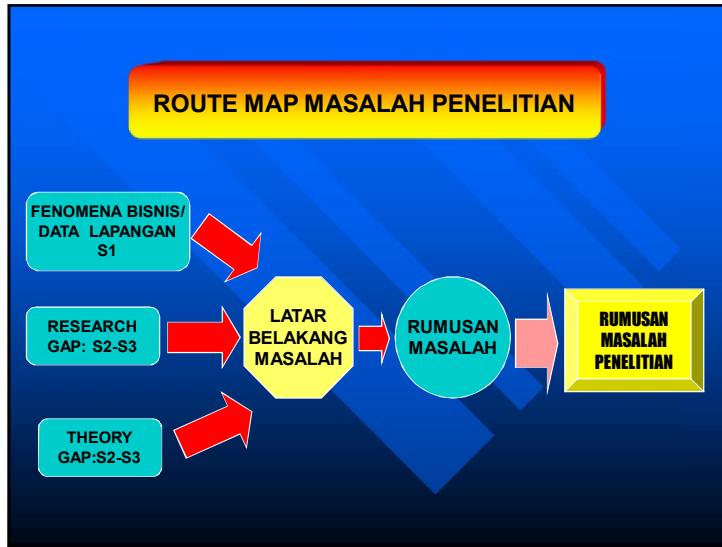 ROUTE MAP MASALAH PENELITIAN
FENOMENA BISNIS/
DATA LAPANGAN
S1
RESEARCH
GAP: S2-S3
THEORY
GAP:S2-S3
LATAR
BELAKANG
MASALAH
RUMUSAN
MASALAH
RUMUSAN
MASALAH
PENELITIAN